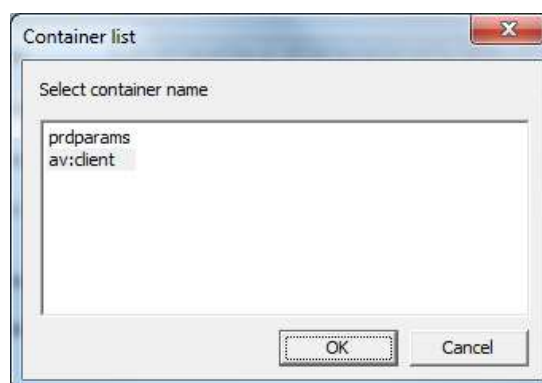 Container list
Select container name
prdparams
av:client
OK
Cancel